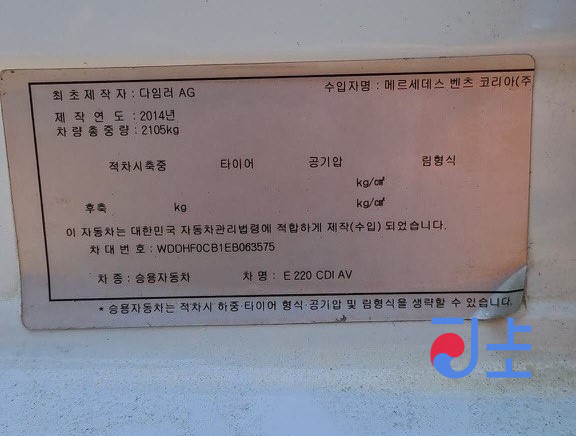 최초제작자 : 다임러 AG 수입자명 : 메르세데스 벤츠 코리아(주
제 작 연 도 : 2014년
차량총중량 : 2105kg
적차시축중 타이어 공기압 림형식
kg/㎠
후축 kg kg/㎠
이 자동차는 대한민국 자동차관리법령에 적합하게 제작(수입) 되었습니다.
차 대 번 호 : WDDHF0CB1EB063575
차 종 : 승용자동차 차 명 : E 220 CDI AV
* 승용자동차는 적차시 하중·타이어 형식·공기압 및 림형식을 생략할 수 있습니다.